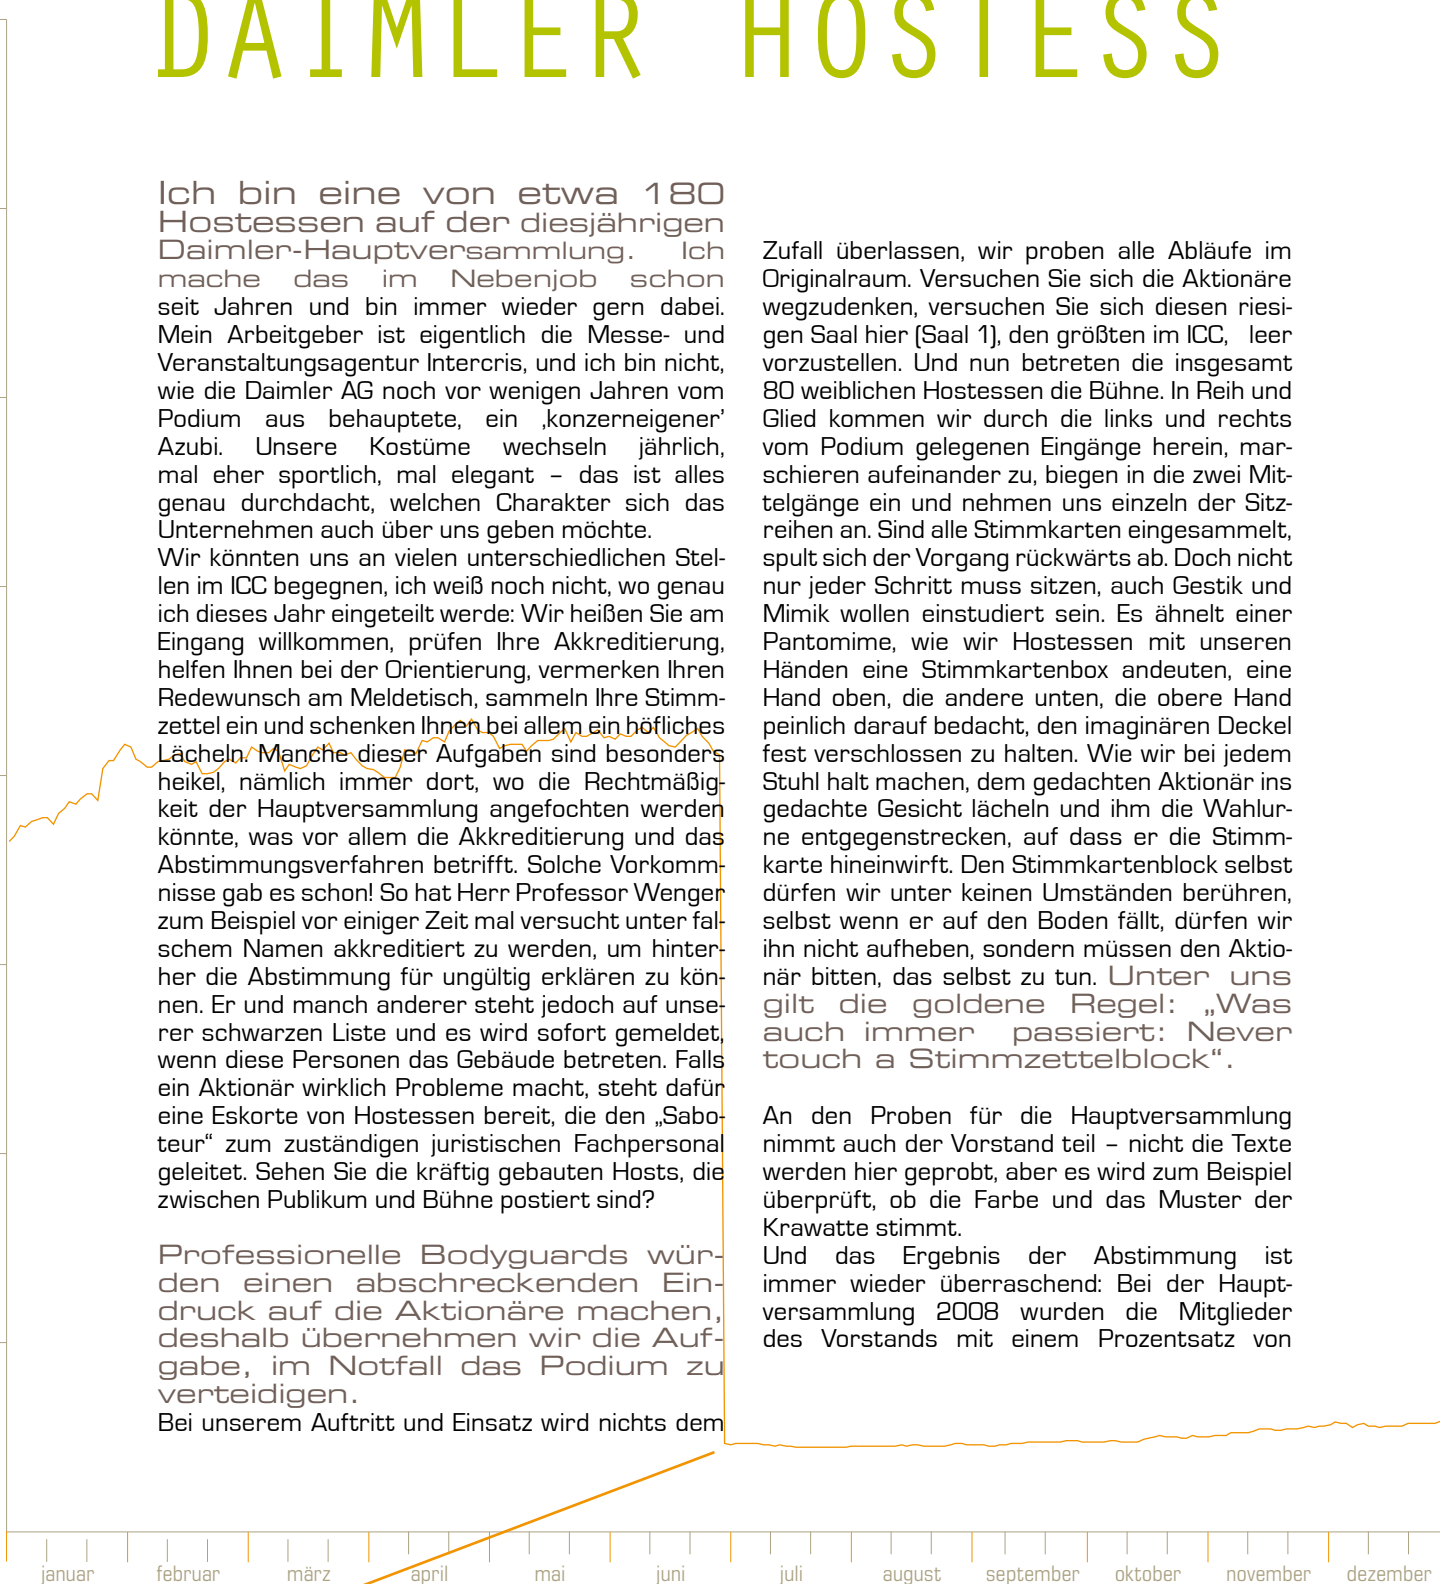 DAIMLER HOSTESS
Ich bin eine von etwa 180
Hostessen auf der diesjährigen
Daimler-Hauptversammlung. Ich
mache das im Nebenjob schon
seit Jahren und bin immer wieder gern dabei.
Mein Arbeitgeber ist eigentlich die Messe- und
Veranstaltungsagentur Intercris, und ich bin nicht,
wie die Daimler AG noch vor wenigen Jahren vom
Podium aus behauptete, ein ‚konzerneigener’
Azubi. Unsere Kostüme wechseln jährlich,
mal eher sportlich, mal elegant – das ist alles
genau durchdacht, welchen Charakter sich das
Unternehmen auch über uns geben möchte.
Wir könnten uns an vielen unterschiedlichen Stel-
len im ICC begegnen, ich weiß noch nicht, wo genau
ich dieses Jahr eingeteilt werde: Wir heißen Sie am
Eingang willkommen, prüfen Ihre Akkreditierung,
helfen Ihnen bei der Orientierung, vermerken Ihren
Redewunsch am Meldetisch, sammeln Ihre Stimm-
zettel ein und schenken Ihnen bei allem ein höfliches
Lächeln. Manche dieser Aufgaben sind besonders
heikel, nämlich immer dort, wo die Rechtmäßig-
keit der Hauptversammlung angefochten werden
könnte, was vor allem die Akkreditierung und das
Abstimmungsverfahren betrifft. Solche Vorkomm-
nisse gab es schon! So hat Herr Professor Wenger
zum Beispiel vor einiger Zeit mal versucht unter fal-
schem Namen akkreditiert zu werden, um hinter-
her die Abstimmung für ungültig erklären zu kön-
nen. Er und manch anderer steht jedoch auf unse-
rer schwarzen Liste und es wird sofort gemeldet,
wenn diese Personen das Gebäude betreten. Falls
ein Aktionär wirklich Probleme macht, steht dafür
eine Eskorte von Hostessen bereit, die den „Sabo-
teur“ zum zuständigen juristischen Fachpersonal
geleitet. Sehen Sie die kräftig gebauten Hosts, die
zwischen Publikum und Bühne postiert sind?
Professionelle Bodyguards wür-
den einen abschreckenden Ein-
druck auf die Aktionäre machen,
deshalb übernehmen wir die Auf-
gabe, im Notfall das Podium zu
verteidigen.
Bei unserem Auftritt und Einsatz wird nichts dem
Zufall überlassen, wir proben alle Abläufe im
Originalraum. Versuchen Sie sich die Aktionäre
wegzudenken, versuchen Sie sich diesen riesi-
gen Saal hier (Saal 1), den größten im ICC, leer
vorzustellen. Und nun betreten die insgesamt
80 weiblichen Hostessen die Bühne. In Reih und
Glied kommen wir durch die links und rechts
vom Podium gelegenen Eingänge herein, mar-
schieren aufeinander zu, biegen in die zwei Mit-
telgänge ein und nehmen uns einzeln der Sitz-
reihen an. Sind alle Stimmkarten eingesammelt,
spult sich der Vorgang rückwärts ab. Doch nicht
nur jeder Schritt muss sitzen, auch Gestik und
Mimik wollen einstudiert sein. Es ähnelt einer
Pantomime, wie wir Hostessen mit unseren
Händen eine Stimmkartenbox andeuten, eine
Hand oben, die andere unten, die obere Hand
peinlich darauf bedacht, den imaginären Deckel
fest verschlossen zu halten. Wie wir bei jedem
Stuhl halt machen, dem gedachten Aktionär ins
gedachte Gesicht lächeln und ihm die Wahlur-
ne entgegenstrecken, auf dass er die Stimm-
karte hineinwirft. Den Stimmkartenblock selbst
dürfen wir unter keinen Umständen berühren,
selbst wenn er auf den Boden fällt, dürfen wir
ihn nicht aufheben, sondern müssen den Aktio-
när bitten, das selbst zu tun. Unter uns
gilt die goldene Regel: „Was
auch immer passiert: Never
touch a Stimmzettelblock“.
An den Proben für die Hauptversammlung
nimmt auch der Vorstand teil – nicht die Texte
werden hier geprobt, aber es wird zum Beispiel
überprüft, ob die Farbe und das Muster der
Krawatte stimmt.
Und das Ergebnis der Abstimmung ist
immer wieder überraschend: Bei der Haupt-
versammlung 2008 wurden die Mitglieder
des Vorstands mit einem Prozentsatz von
januar februar märz april mai juni juli august september oktober november dezember